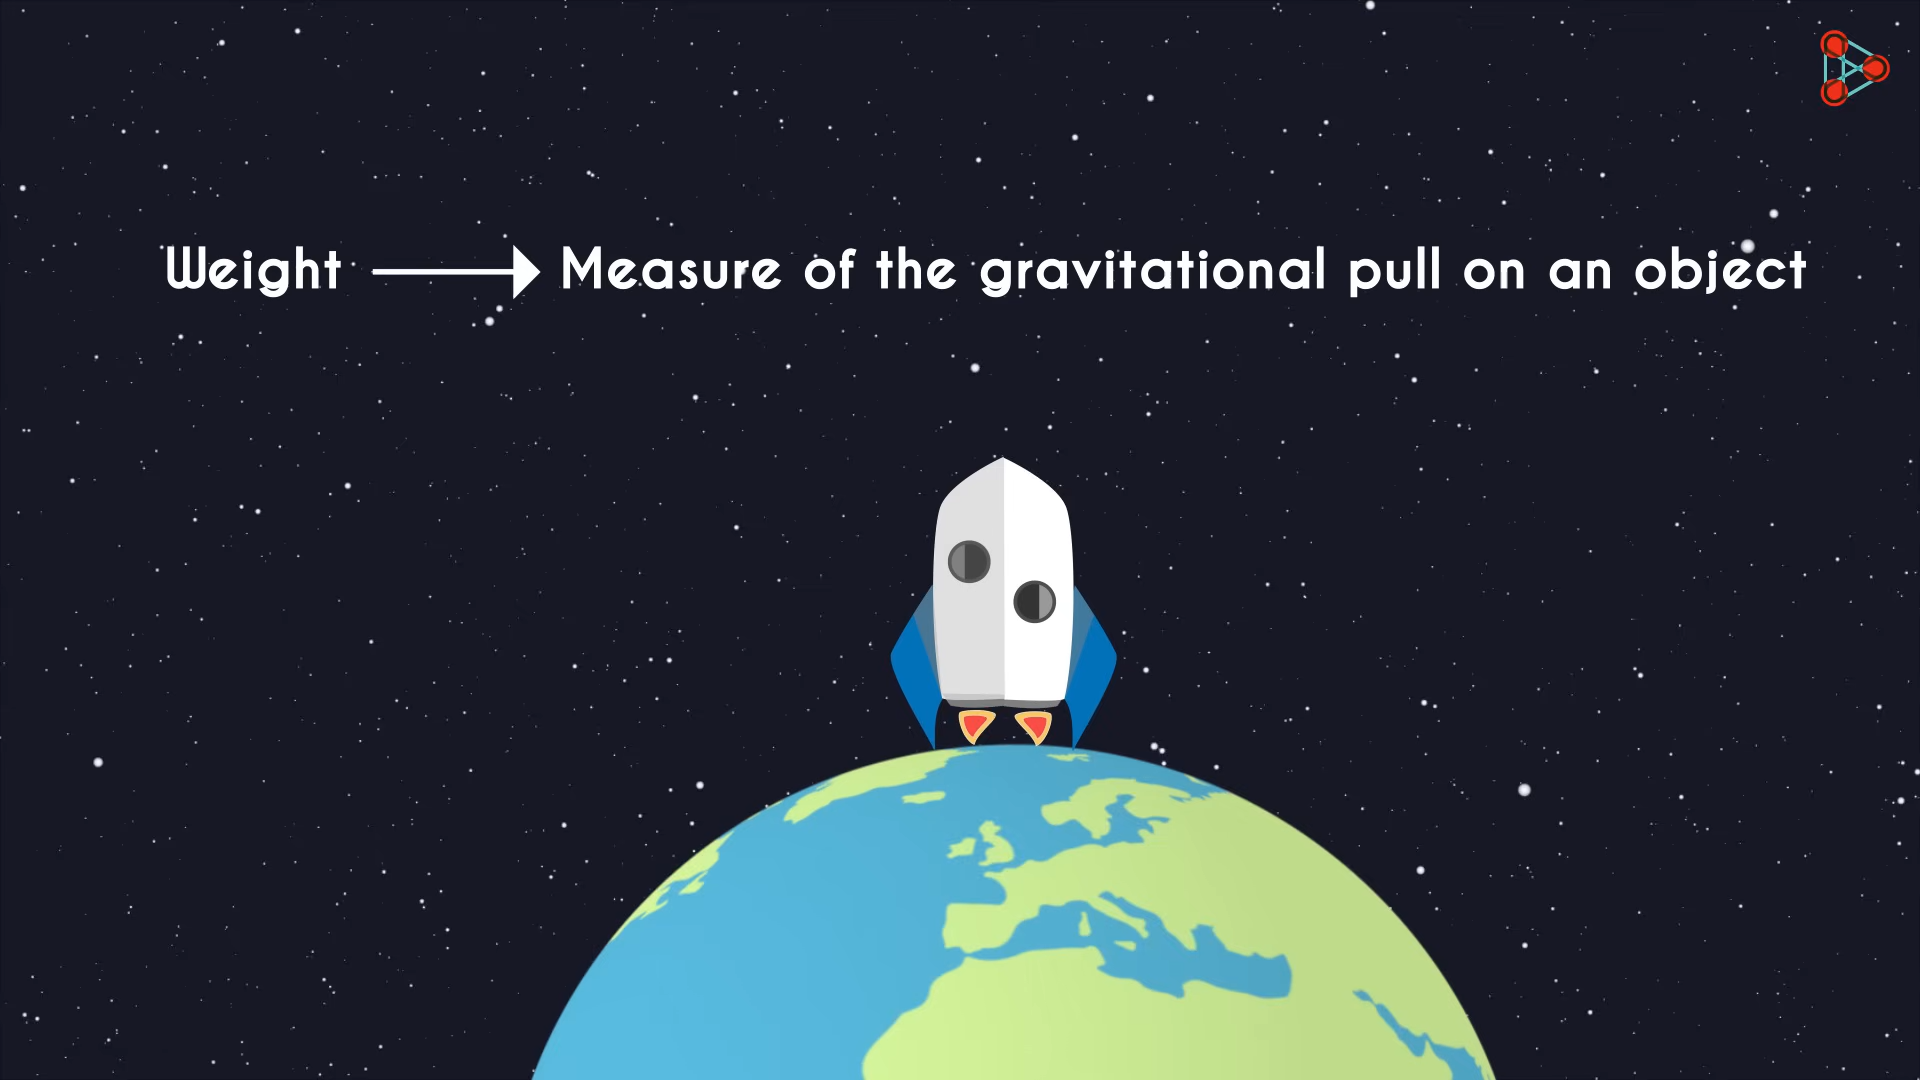 Weight → Measure of the gravitational pull on an object